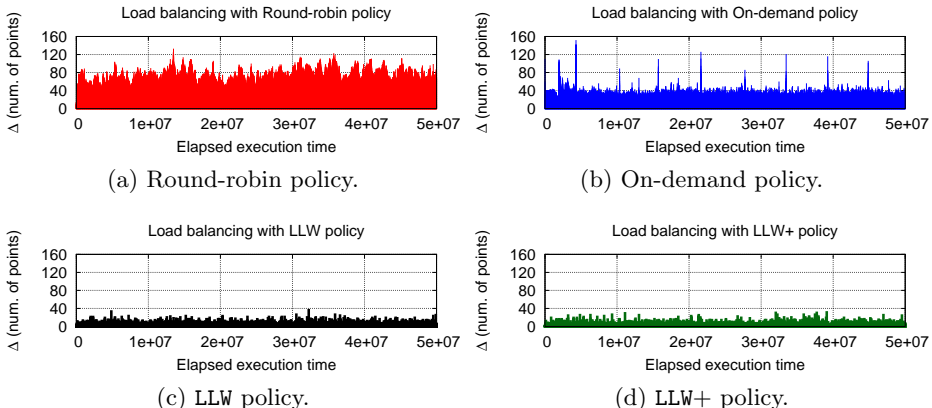 Load balancing with Round-robin policy
Δ (num. of points)
160
120
80
40
0
0 1e+07 2e+07 3e+07 4e+07 5e+07
Elapsed execution time
(a) Round-robin policy.
Load balancing with On-demand policy
Δ (num. of points)
160
120
80
40
0
0 1e+07 2e+07 3e+07 4e+07 5e+07
Elapsed execution time
(b) On-demand policy.
Load balancing with LLW policy
Δ (num. of points)
160
120
80
40
0
0 1e+07 2e+07 3e+07 4e+07 5e+07
Elapsed execution time
(c) LLW policy.
Load balancing with LLW+ policy
Δ (num. of points)
160
120
80
40
0
0 1e+07 2e+07 3e+07 4e+07 5e+07
Elapsed execution time
(d) LLW+ policy.